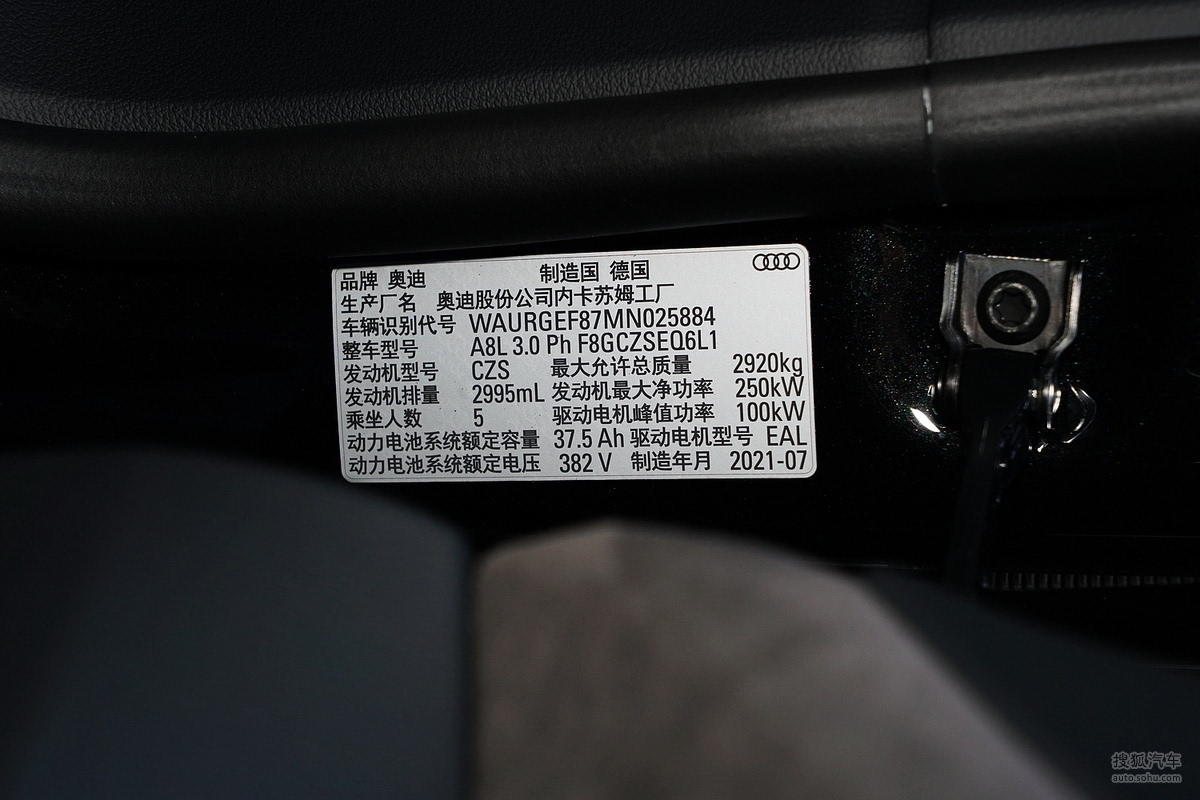 品牌 奥迪 制造国 德国
生产厂名 奥迪股份公司内卡苏姆工厂
车辆识别代号 WAURGEF87MN025884
整车型号 A8L 3.0 Ph F8GCZSEQ6L1
发动机型号 CZS 最大允许总质量 2920kg
发动机排量 2995mL 发动机最大净功率 250kW
乘坐人数 5 驱动电机峰值功率 100kW
动力电池系统额定容量 37.5 Ah 驱动电机型号 EAL
动力电池系统额定电压 382 V 制造年月 2021-07
搜狐汽车
auto.sohu.com